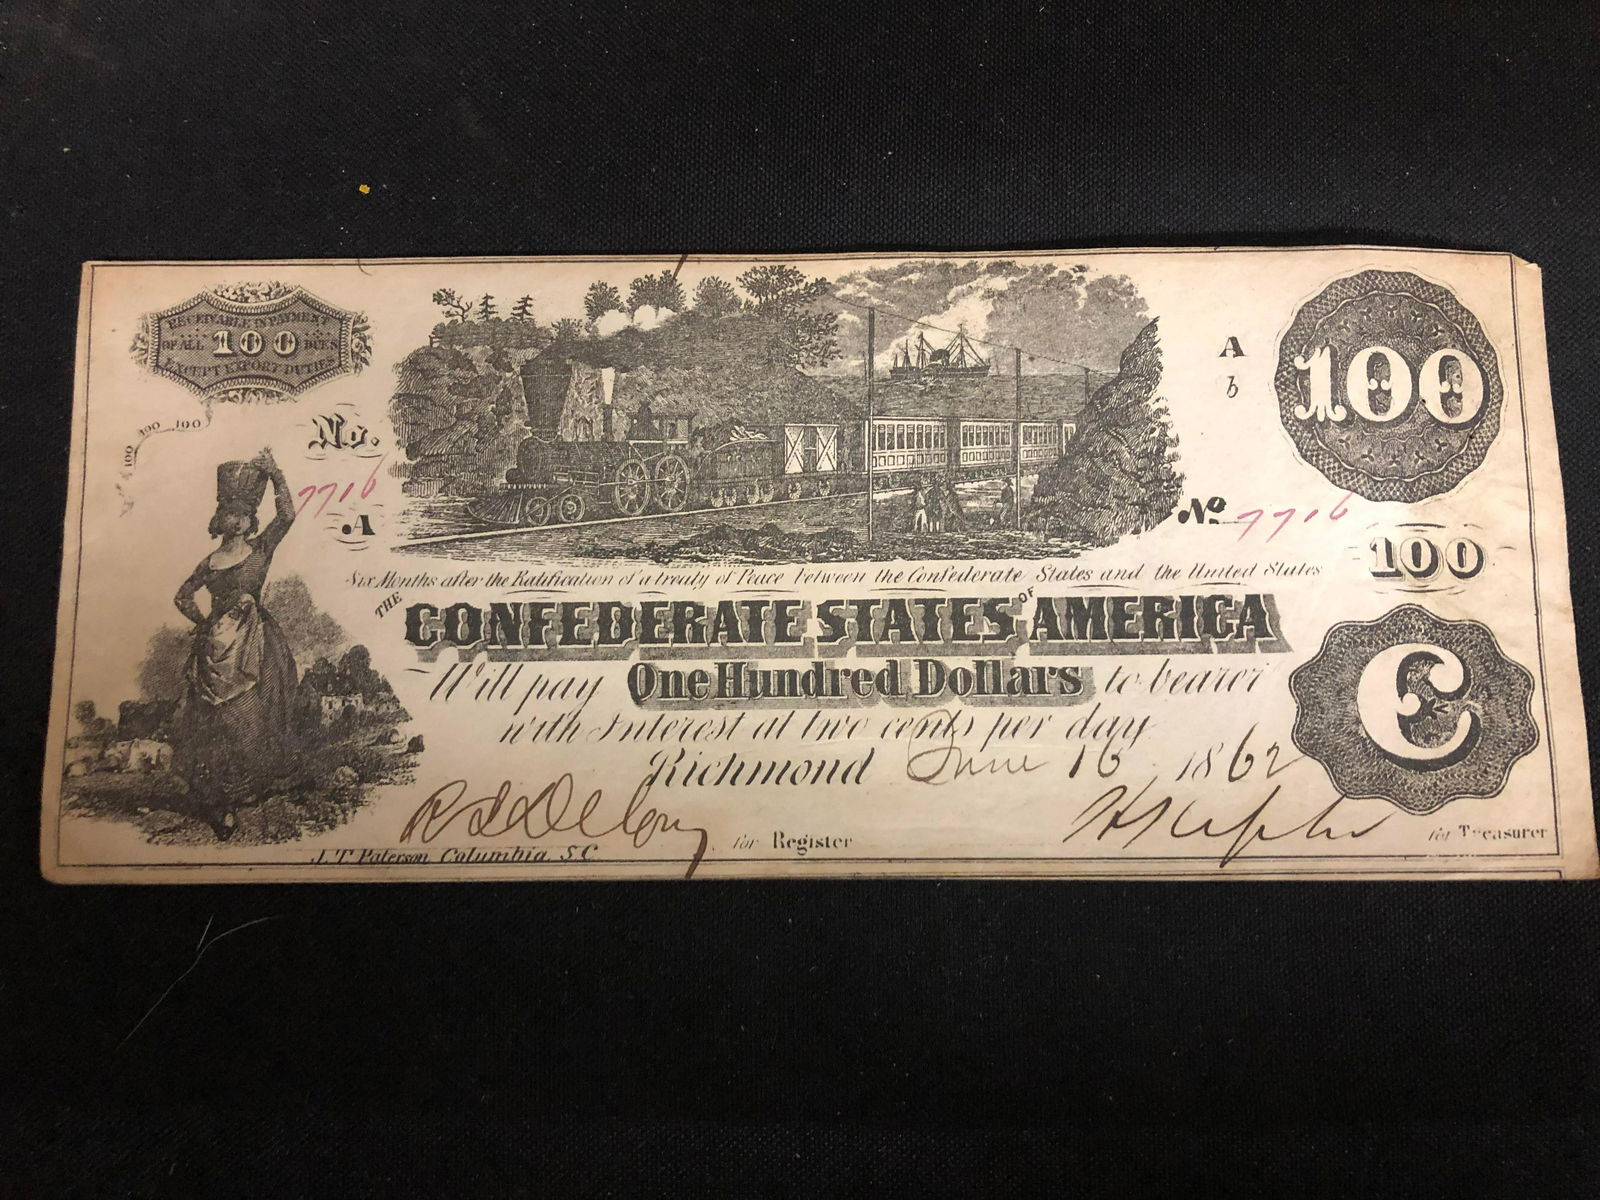 RECEIVABLE IN PAYMENT
OF ALL 100 DUES
EXCEPT EXPORT DUTIES
100 100 100
No.
7716
A
A
b
100
No 7716
100
Six Months after the Ratification of a treaty of Peace between the Confederate States and the United States
THE CONFEDERATE STATES OF AMERICA
Will pay One Hundred Dollars to bearer
with Interest at two cents per day
Richmond June 16 1862
C
for Register
for Treasurer
J. T. Paterson Columbia, S.C